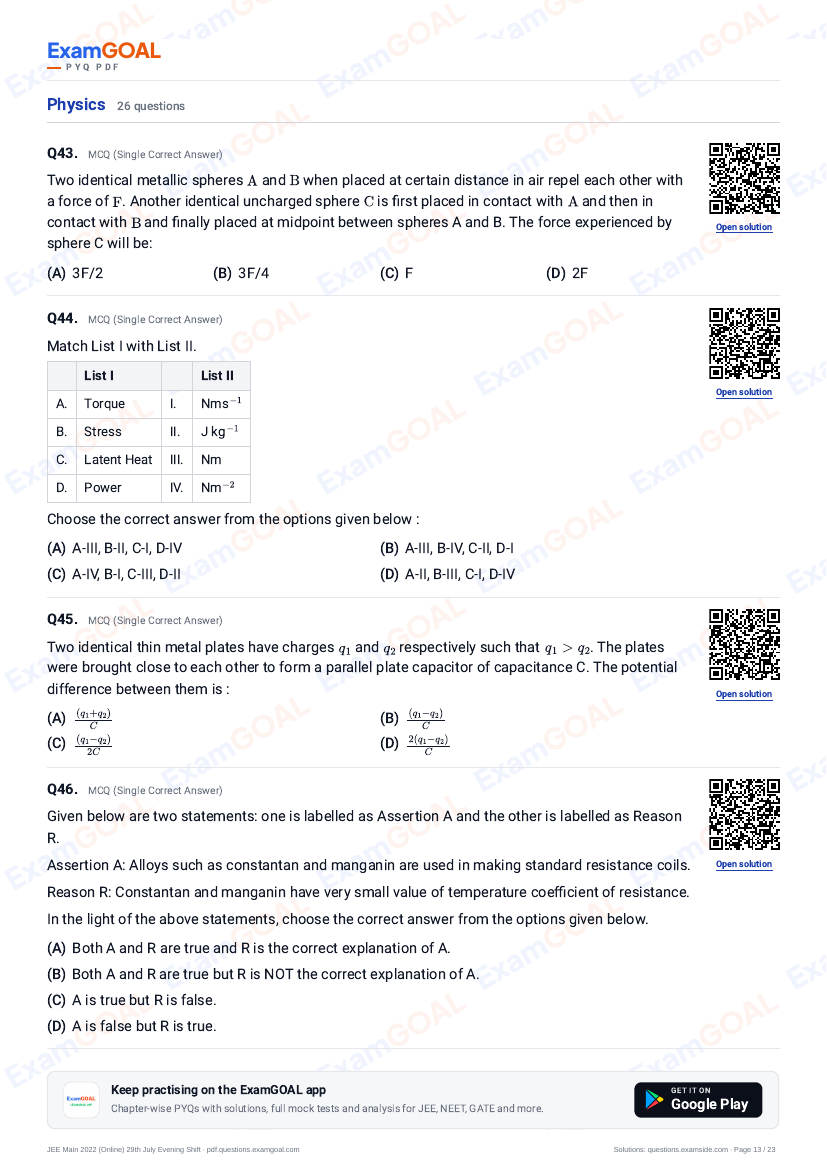 ExamGOAL
PYQ PDF
Physics 26 questions
Q43. MCQ (Single Correct Answer)
Two identical metallic spheres A and B when placed at certain distance in air repel each other with
a force of F. Another identical uncharged sphere C is first placed in contact with A and then in
contact with B and finally placed at midpoint between spheres A and B. The force experienced by
sphere C will be:
Open solution
(A) 3F/2 (B) 3F/4 (C) F (D) 2F
Q44. MCQ (Single Correct Answer)
Match List I with List II.
Open solution
List I List II
A. Torque I. Nms⁻¹
B. Stress II. J kg⁻¹
C. Latent Heat III. Nm
D. Power IV. Nm⁻²
Choose the correct answer from the options given below :
(A) A-III, B-II, C-I, D-IV (B) A-III, B-IV, C-II, D-I
(C) A-IV, B-I, C-III, D-II (D) A-II, B-III, C-I, D-IV
Q45. MCQ (Single Correct Answer)
Two identical thin metal plates have charges q₁ and q₂ respectively such that q₁ > q₂. The plates
were brought close to each other to form a parallel plate capacitor of capacitance C. The potential
difference between them is :
Open solution
(A) (q₁+q₂)/C (B) (q₁−q₂)/C
(C) (q₁−q₂)/2C (D) 2(q₁−q₂)/C
Q46. MCQ (Single Correct Answer)
Given below are two statements: one is labelled as Assertion A and the other is labelled as Reason
R.
Assertion A: Alloys such as constantan and manganin are used in making standard resistance coils.
Open solution
Reason R: Constantan and manganin have very small value of temperature coefficient of resistance.
In the light of the above statements, choose the correct answer from the options given below.
(A) Both A and R are true and R is the correct explanation of A.
(B) Both A and R are true but R is NOT the correct explanation of A.
(C) A is true but R is false.
(D) A is false but R is true.
ExamGOAL
Keep practising on the ExamGOAL app
Chapter-wise PYQs with solutions, full mock tests and analysis for JEE, NEET, GATE and more.
GET IT ON
Google Play
JEE Main 2022 (Online) 29th July Evening Shift · pdf.questions.examgoal.com Solutions: questions.examside.com · Page 13 / 23